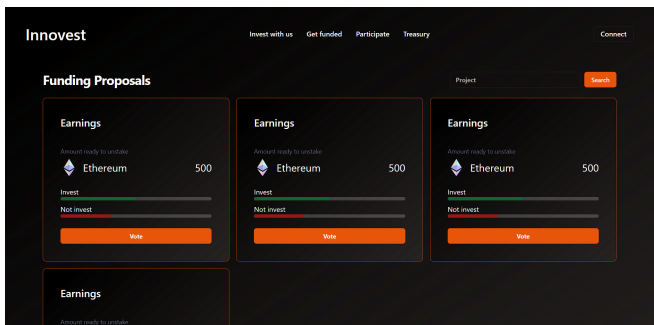 Innovest
Invest with us Get funded Participate Treasury
Connect
Funding Proposals
Project
Search
Earnings
Amount ready to unstake
Ethereum 500
Invest
Not invest
Vote
Earnings
Amount ready to unstake
Ethereum 500
Invest
Not invest
Vote
Earnings
Amount ready to unstake
Ethereum 500
Invest
Not invest
Vote
Earnings
Amount ready to unstake